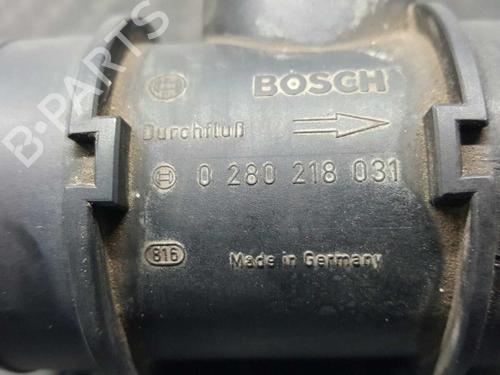 BOSCH
Durchfluß
0 280 218 031
816 Made in Germany
B-PARTS